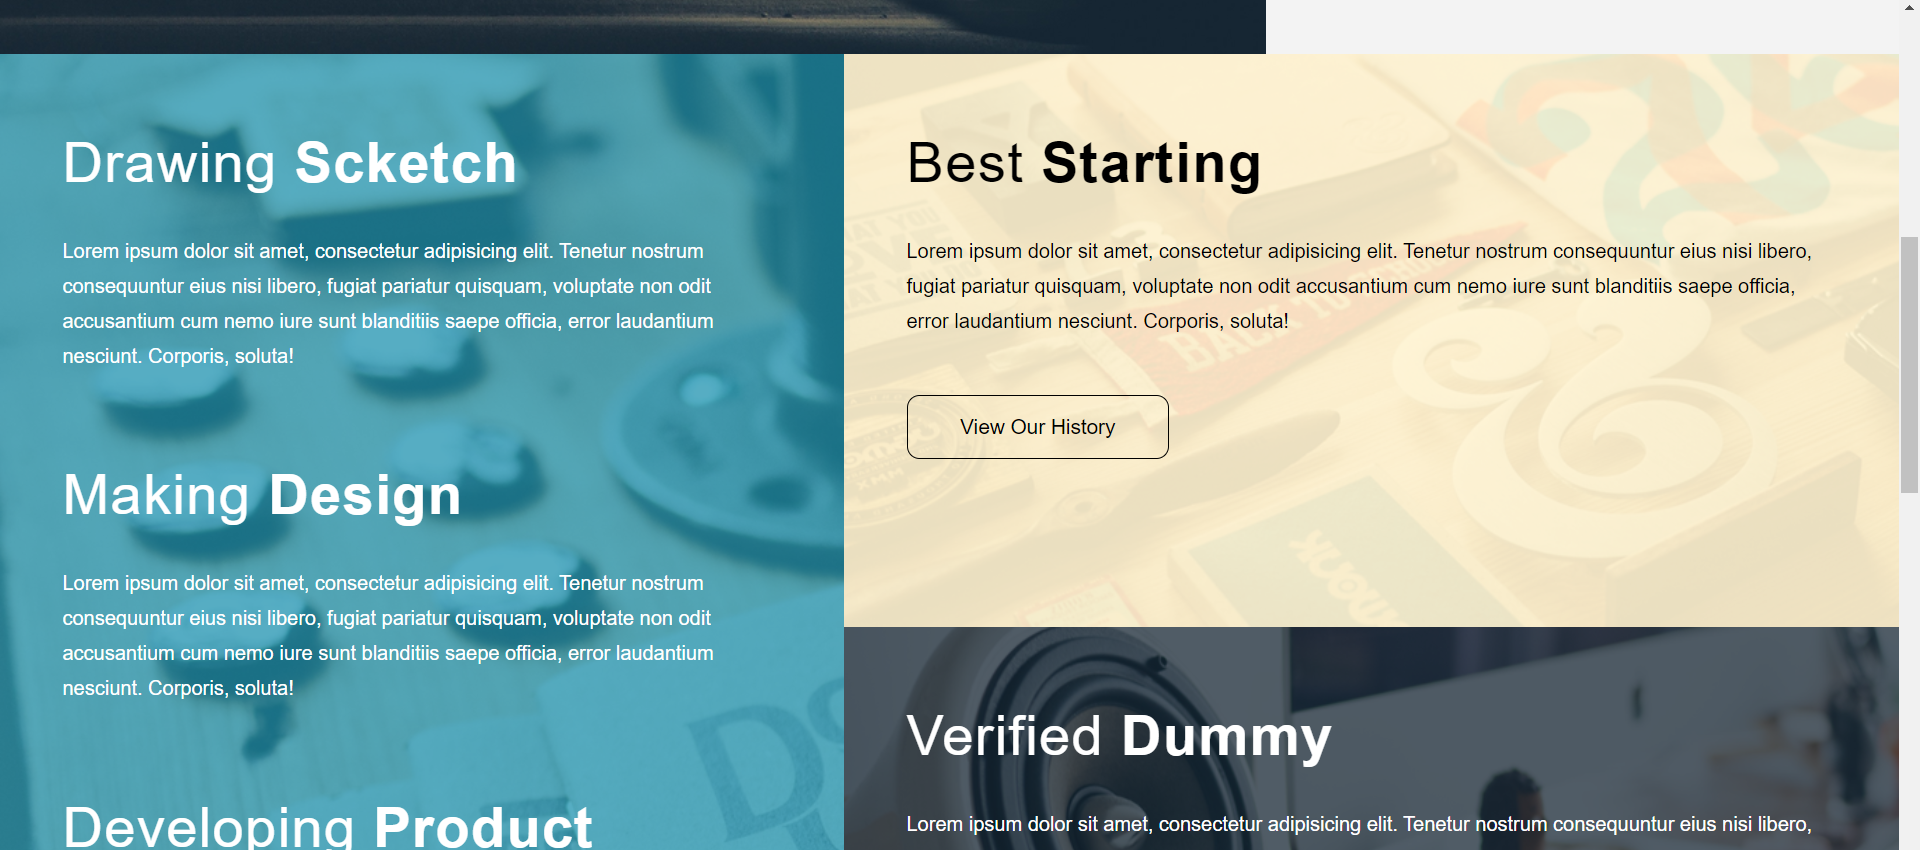 Drawing Scketch
Lorem ipsum dolor sit amet, consectetur adipisicing elit. Tenetur nostrum
consequuntur eius nisi libero, fugiat pariatur quisquam, voluptate non odit
accusantium cum nemo iure sunt blanditiis saepe officia, error laudantium
nesciunt. Corporis, soluta!
Making Design
Lorem ipsum dolor sit amet, consectetur adipisicing elit. Tenetur nostrum
consequuntur eius nisi libero, fugiat pariatur quisquam, voluptate non odit
accusantium cum nemo iure sunt blanditiis saepe officia, error laudantium
nesciunt. Corporis, soluta!
Developing Product
Best Starting
Lorem ipsum dolor sit amet, consectetur adipisicing elit. Tenetur nostrum consequuntur eius nisi libero,
fugiat pariatur quisquam, voluptate non odit accusantium cum nemo iure sunt blanditiis saepe officia,
error laudantium nesciunt. Corporis, soluta!
View Our History
BACK TO
Verified Dummy
Lorem ipsum dolor sit amet, consectetur adipisicing elit. Tenetur nostrum consequuntur eius nisi libero,